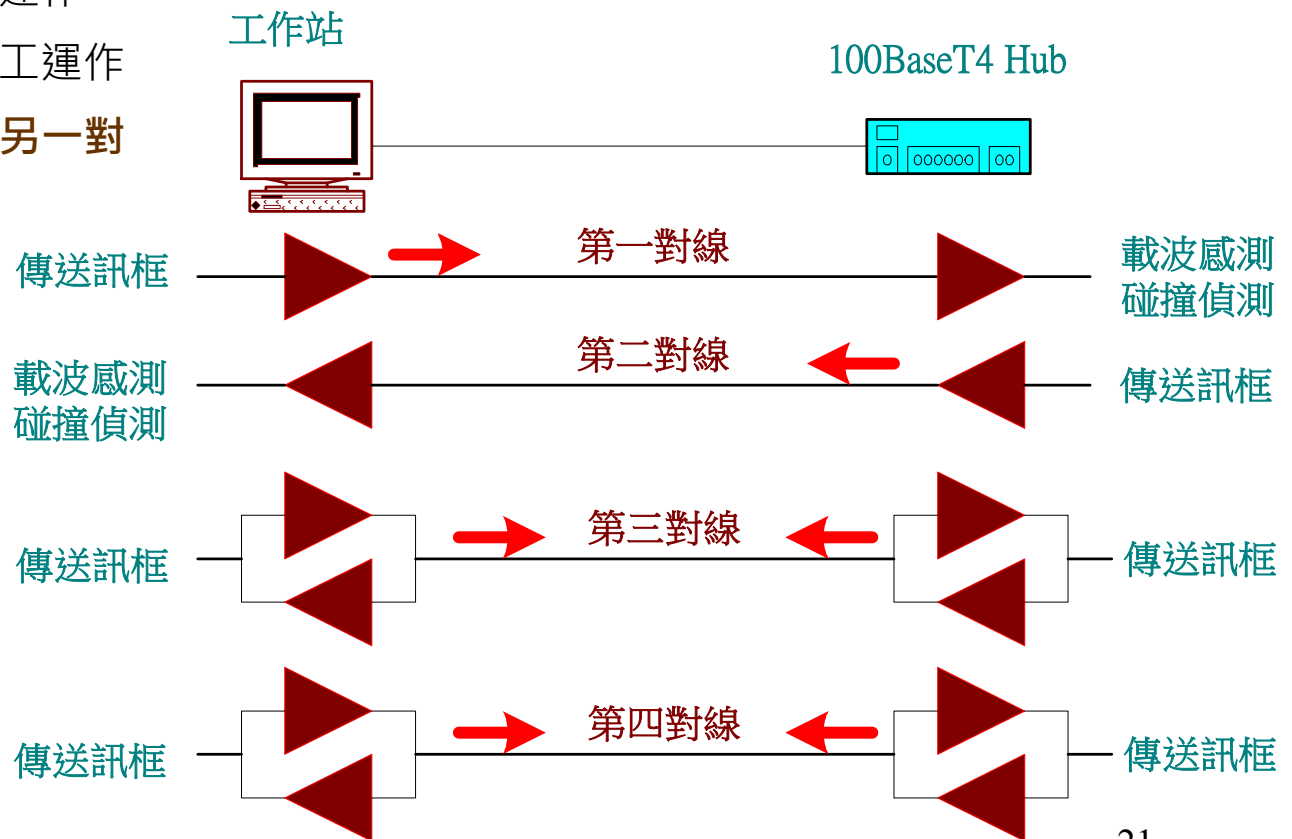 工運作
另一對
工作站
100BaseT4 Hub
傳送訊框
第一對線
載波感測
碰撞偵測
載波感測
碰撞偵測
第二對線
傳送訊框
傳送訊框
第三對線
傳送訊框
傳送訊框
第四對線
傳送訊框